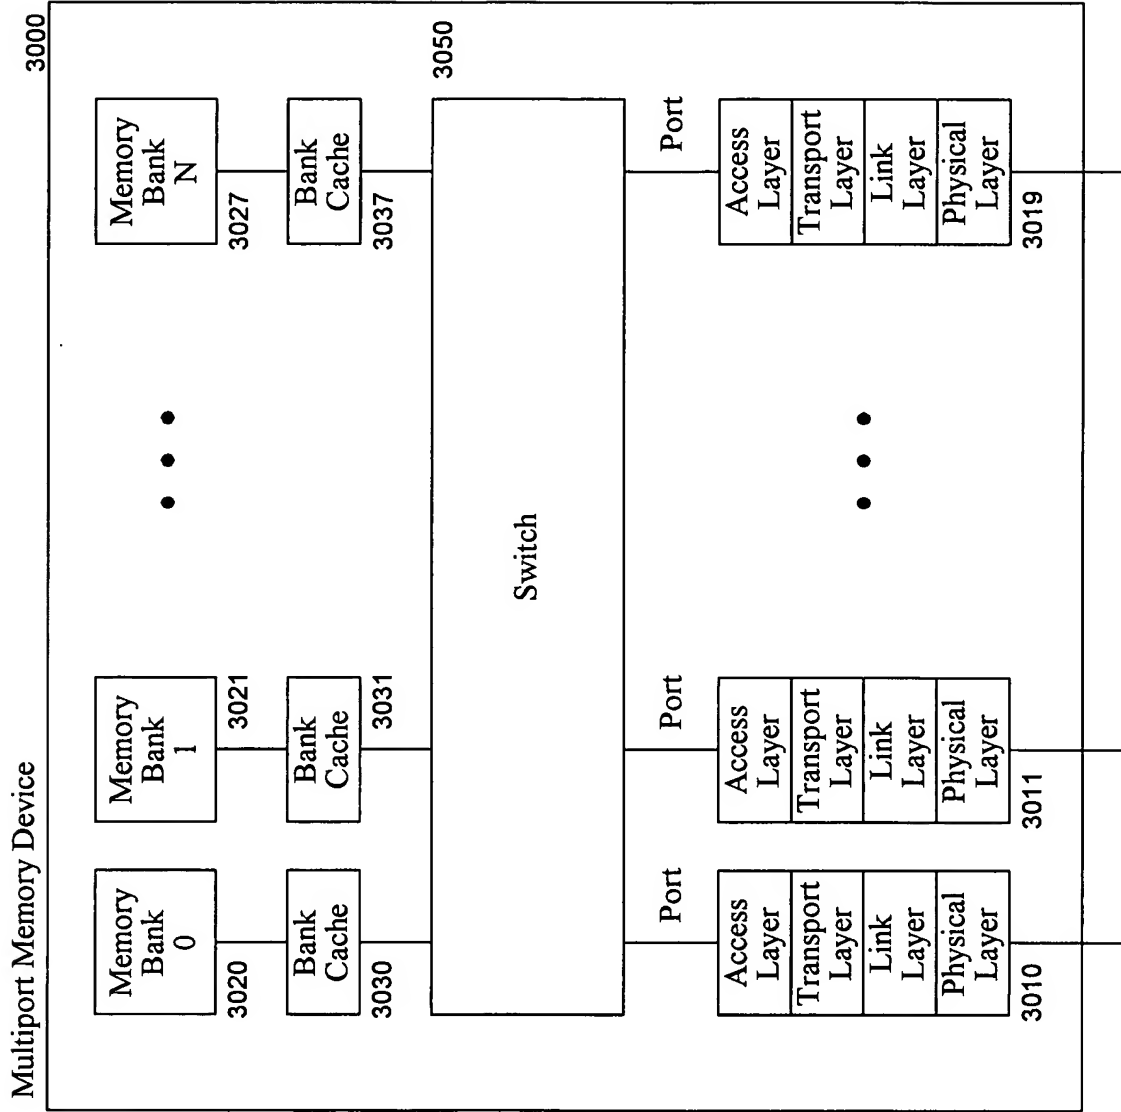 Multiport Memory Device
3000
Memory
Bank
0
3020
Memory
Bank
1
3021
Memory
Bank
N
3027
Bank
Cache
3030
Bank
Cache
3031
Bank
Cache
3037
3050
Switch
Port
Port
Port
Access
Layer
Transport
Layer
Link
Layer
Physical
Layer
3010
Access
Layer
Transport
Layer
Link
Layer
Physical
Layer
3011
Access
Layer
Transport
Layer
Link
Layer
Physical
Layer
3019